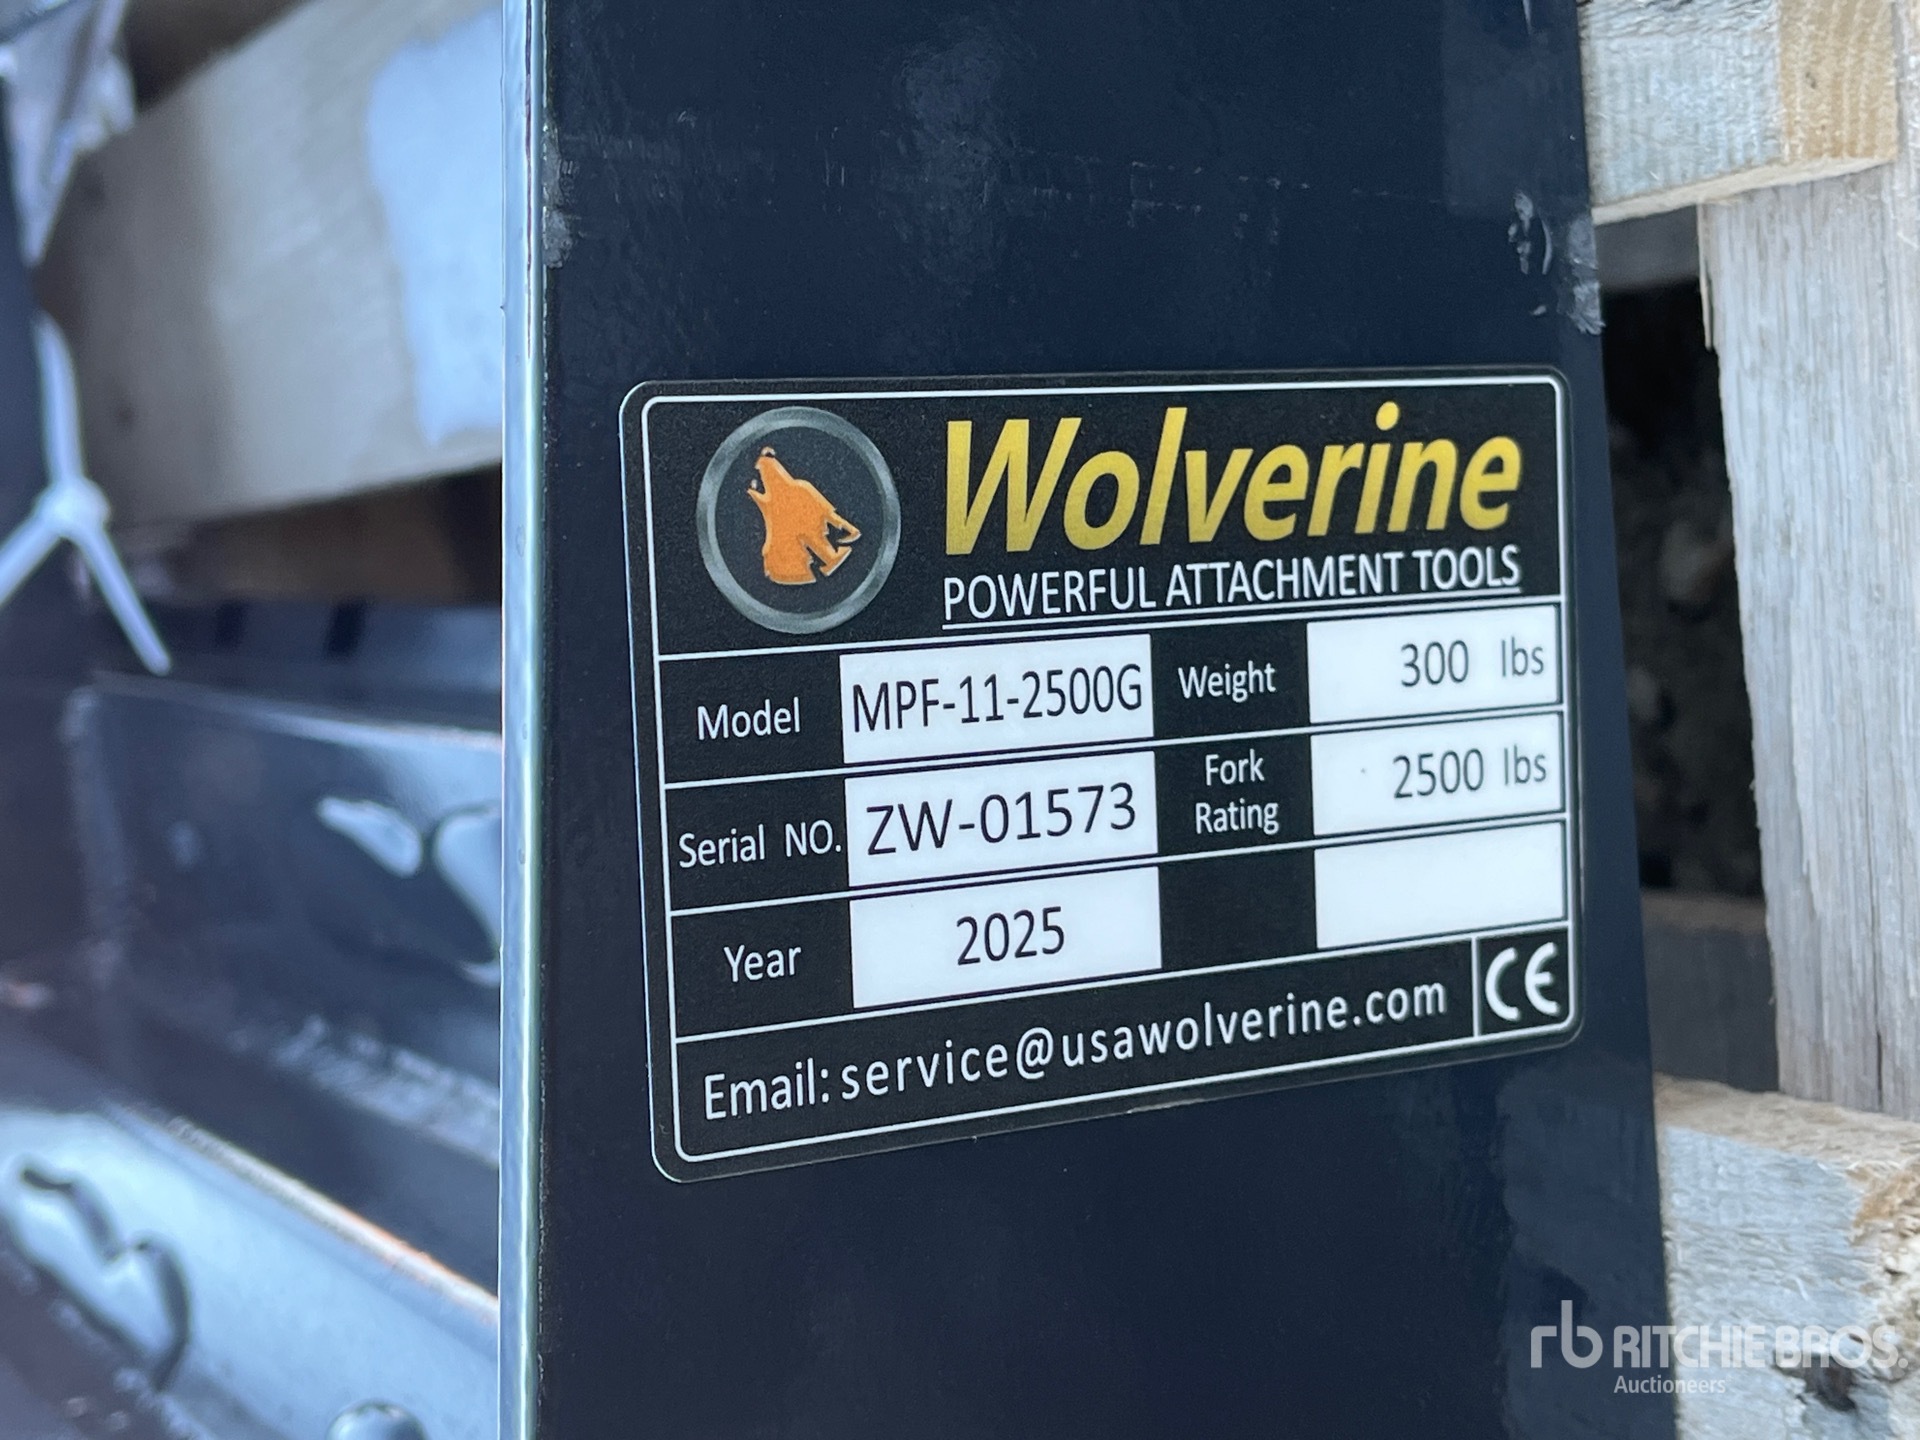 Wolverine
POWERFUL ATTACHMENT TOOLS
Model MPF-11-2500G Weight 300 lbs
Serial NO. ZW-01573 Fork Rating 2500 lbs
Year 2025
Email: service@usawolverine.com CE
rb RITCHIE BROS.
Auctioneers